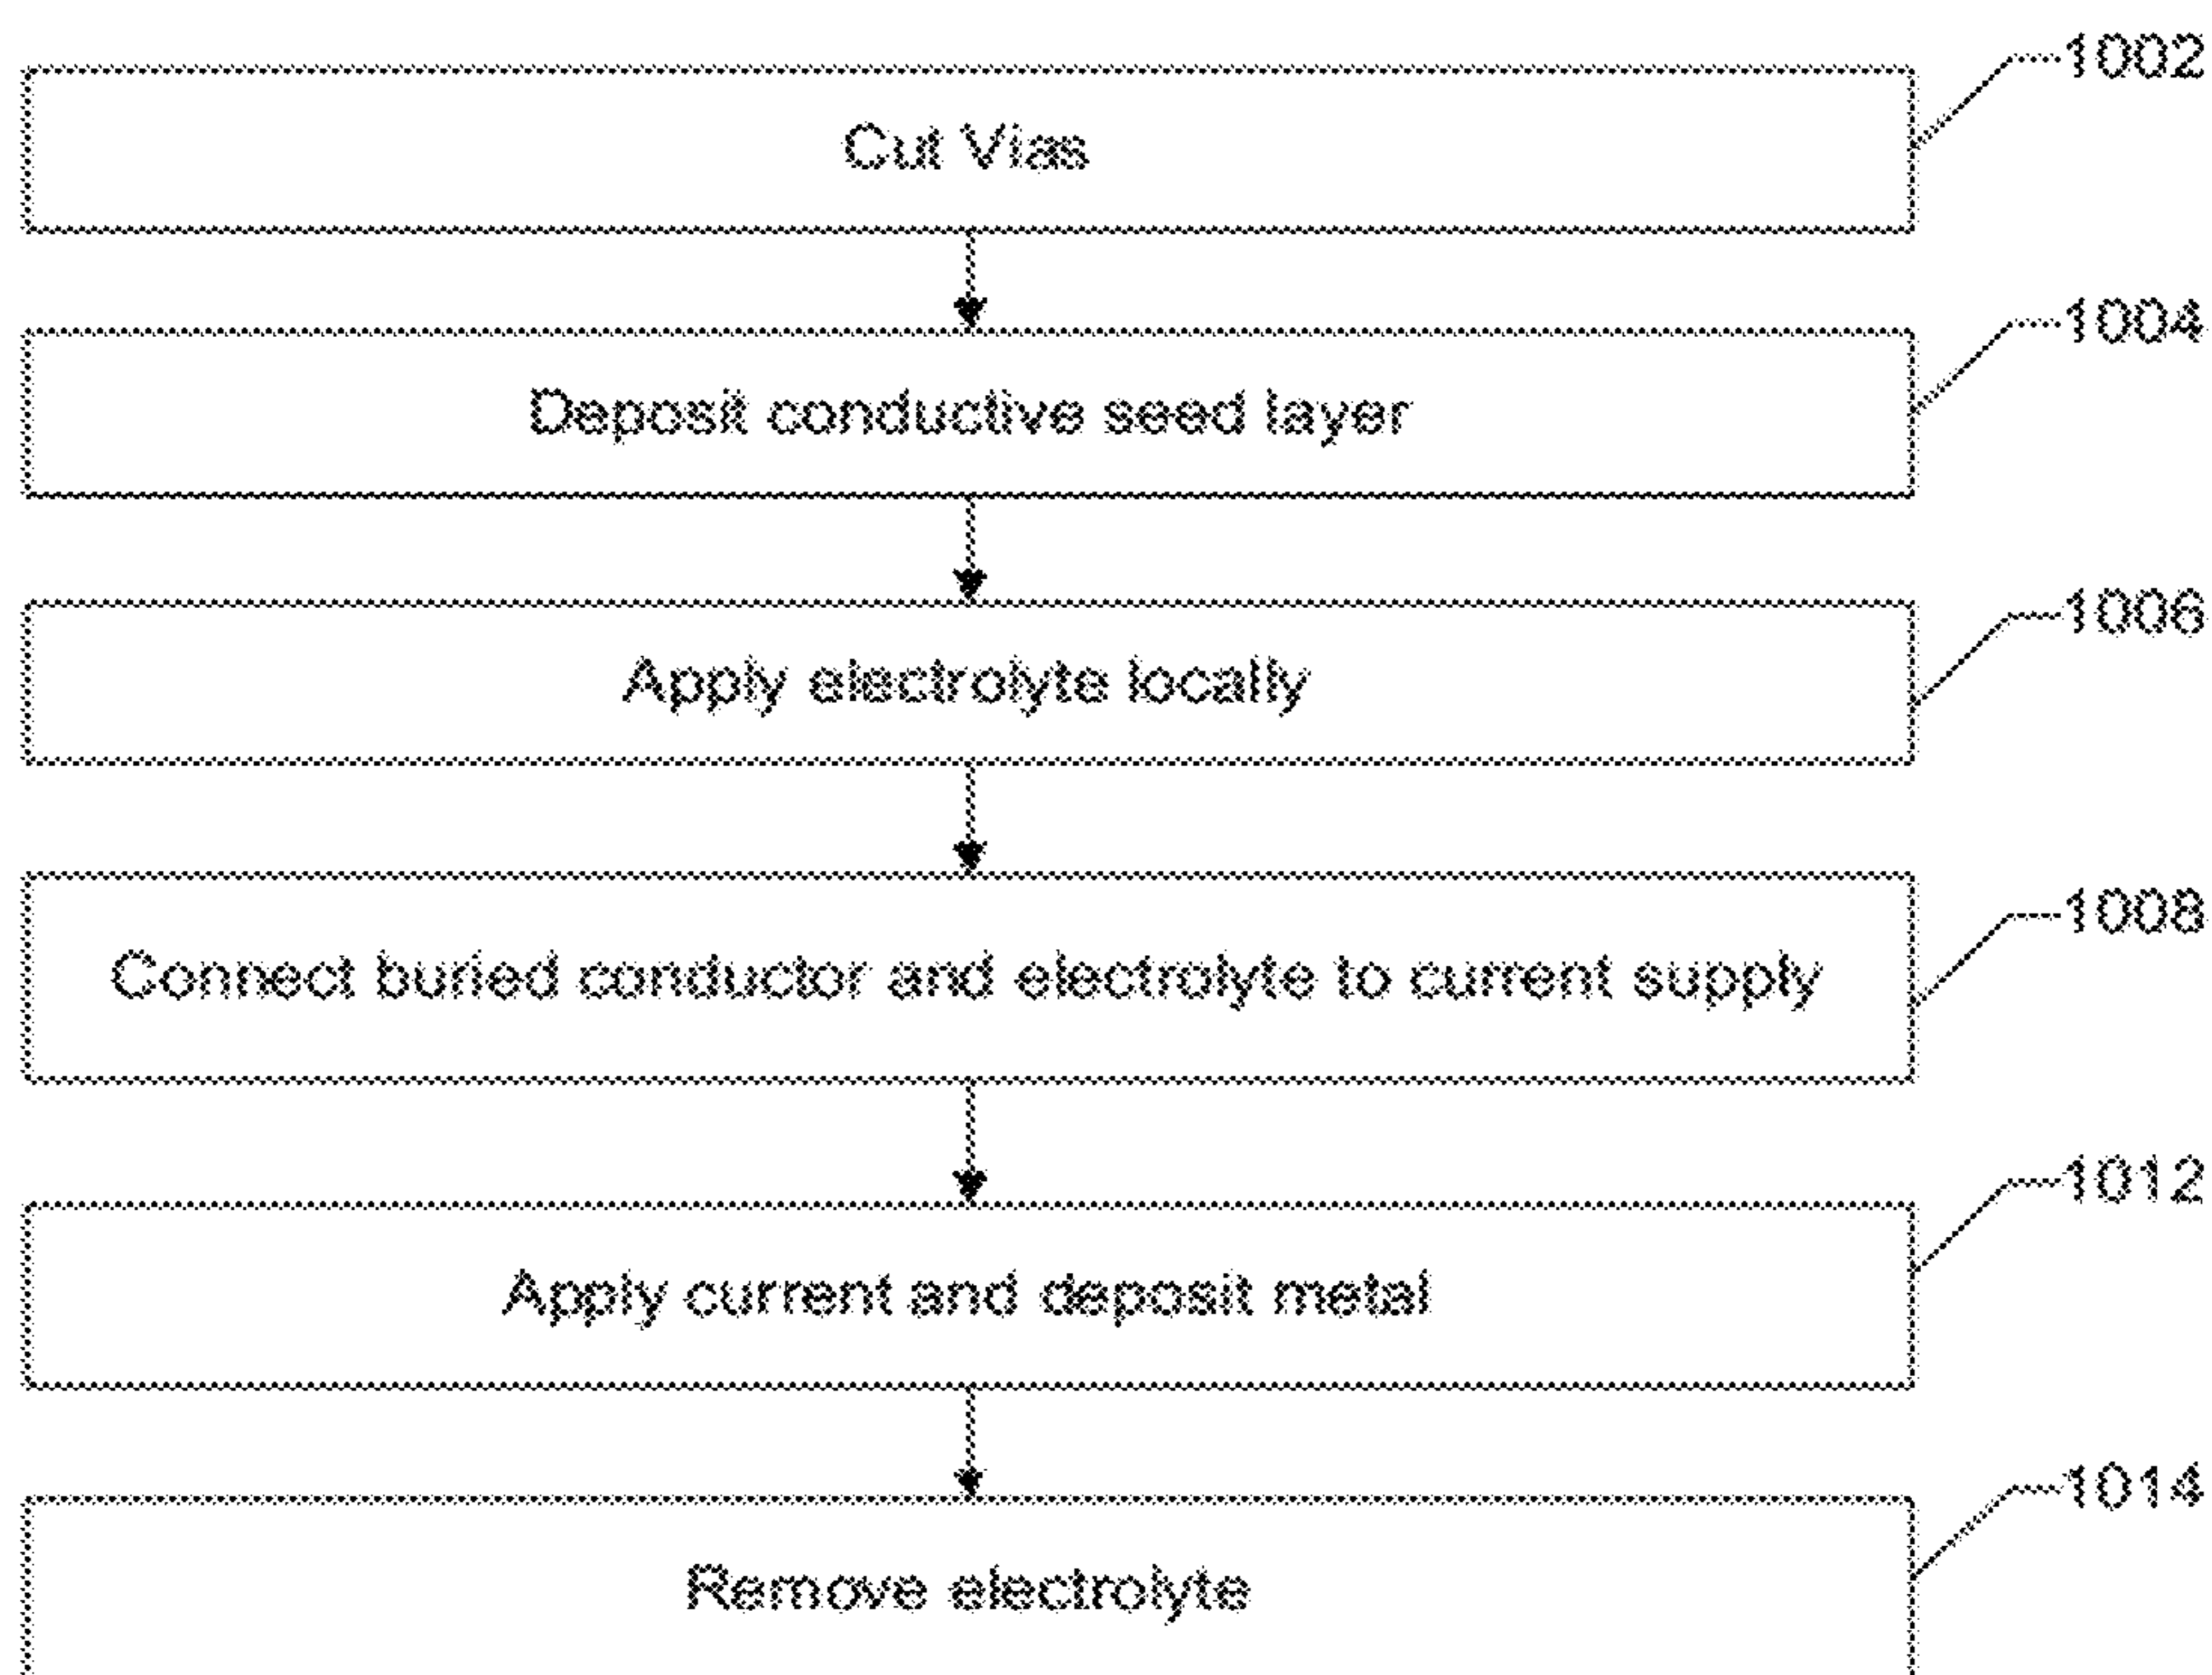 1002
Cut Vias
1004
Deposit conductive seed layer
1006
Apply electrolyte locally
1008
Connect buried conductor and electrolyte to current supply
1012
Apply current and deposit metal
1014
Remove electrolyte